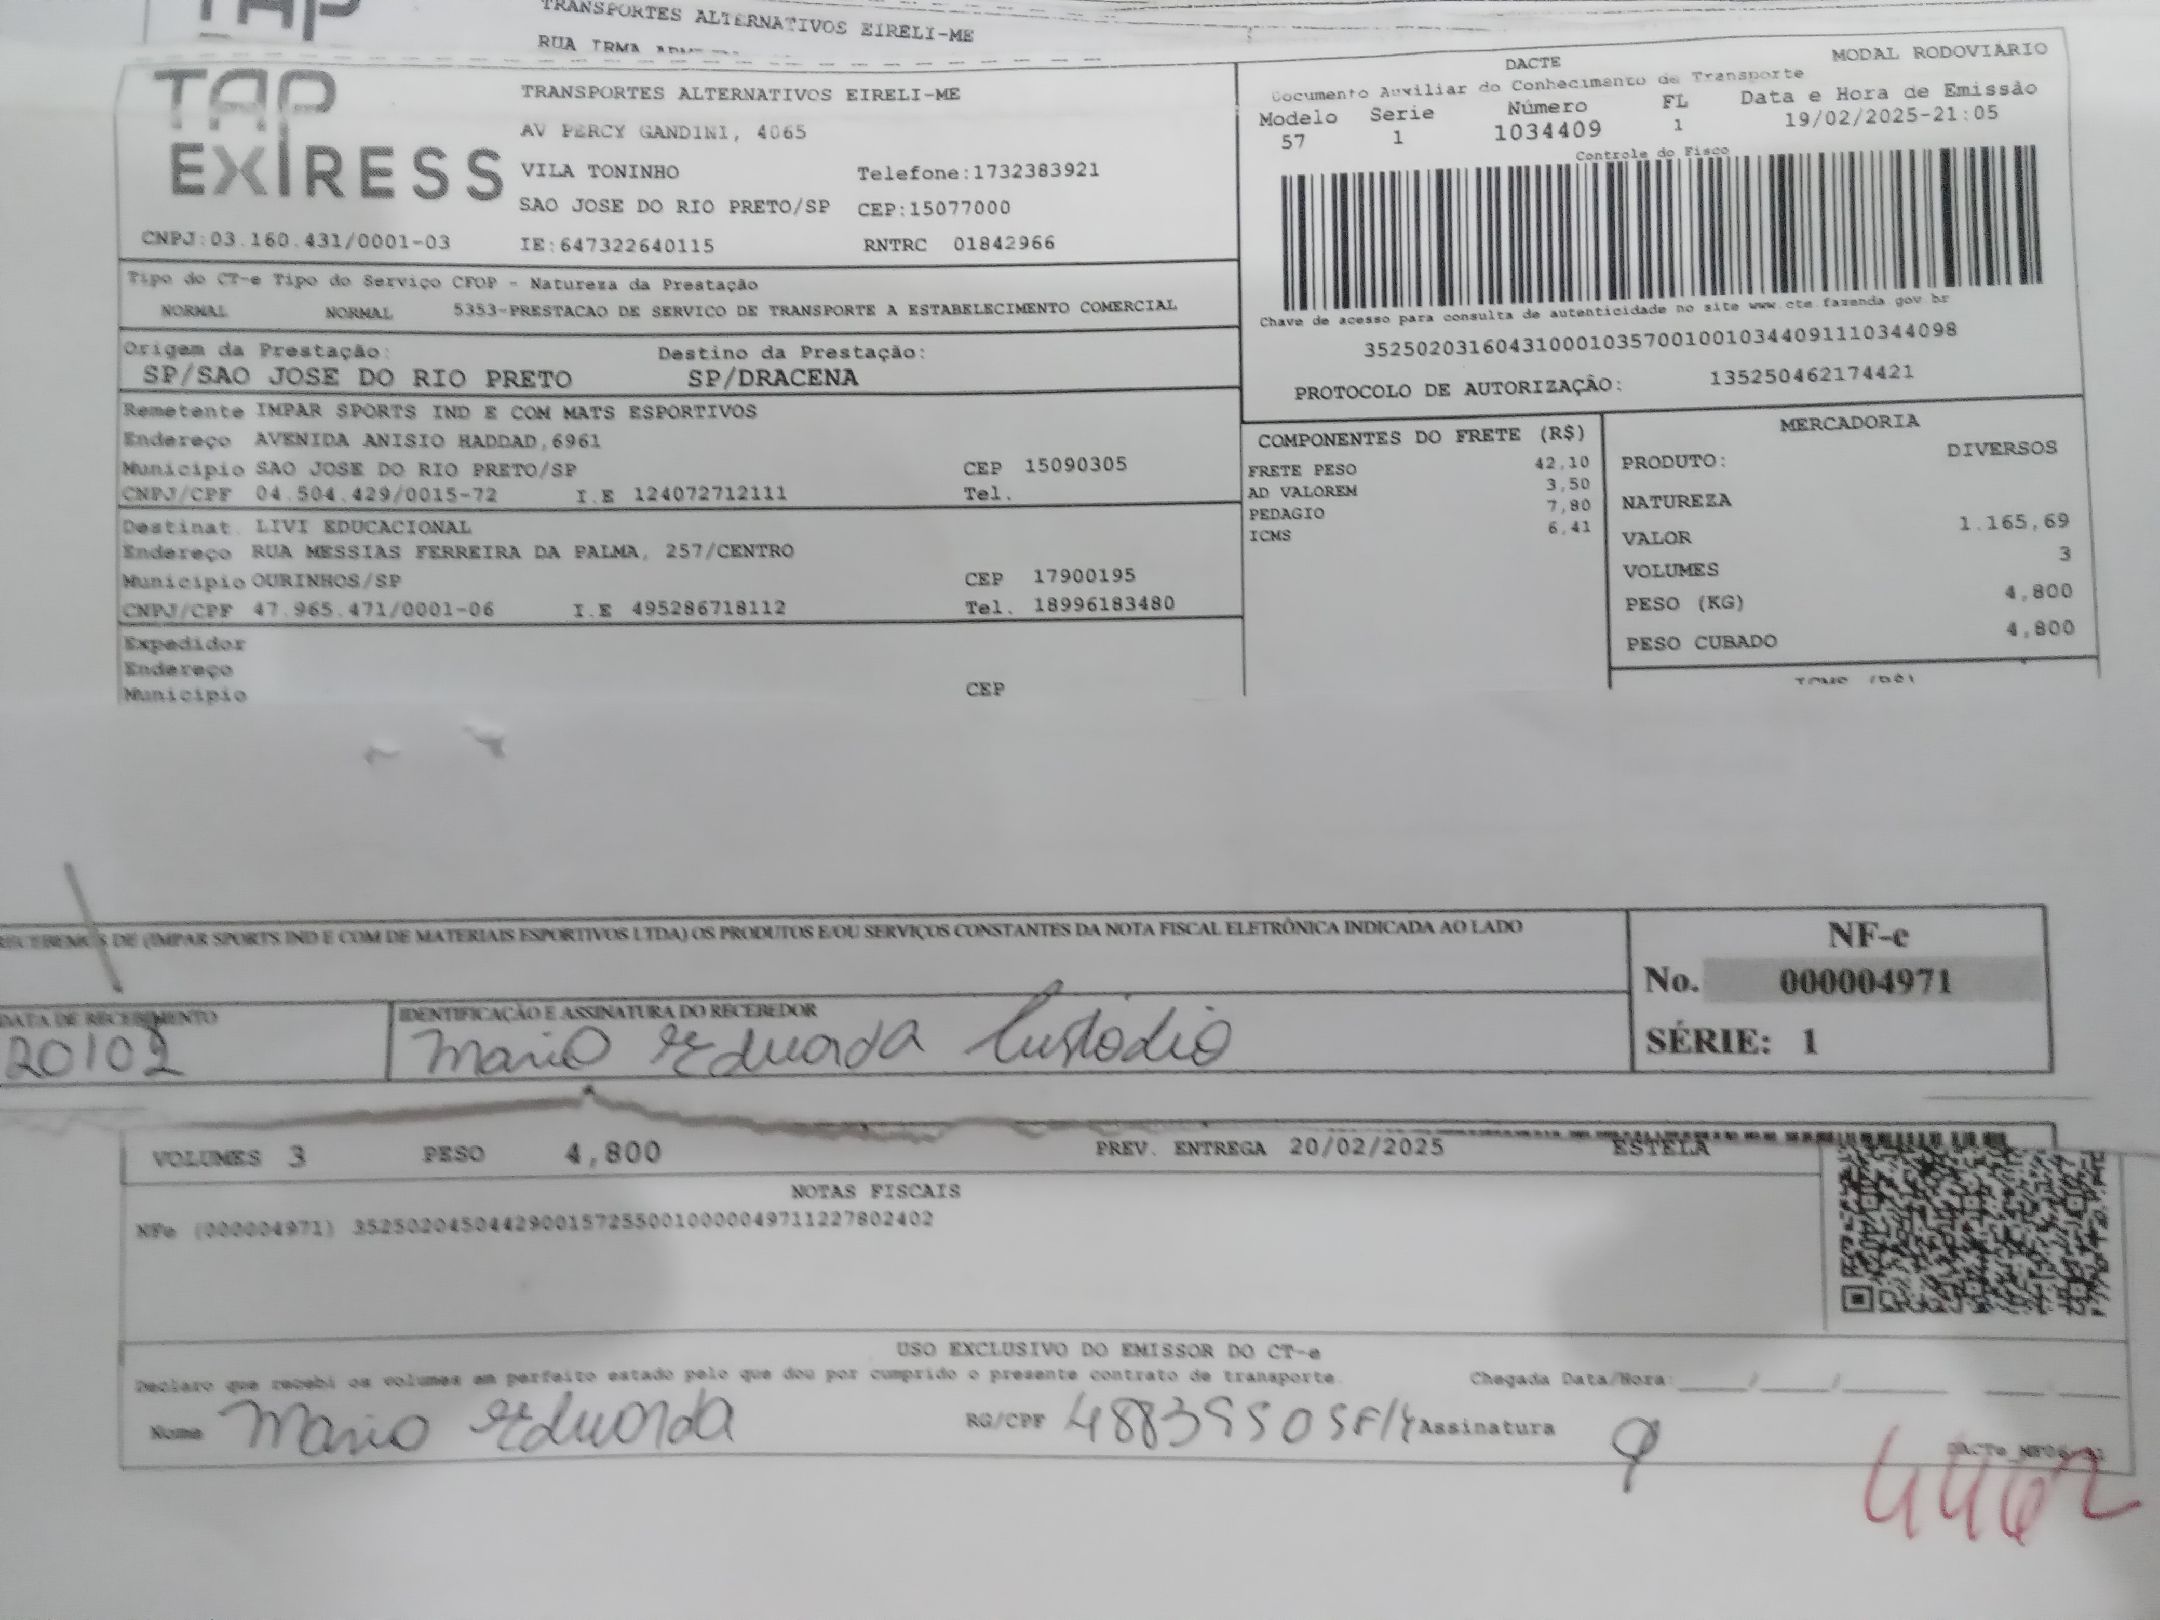 TAP
TRANSPORTES ALTERNATIVOS EIRELI-ME
RUA IRMA
TAP EXPRESS
TRANSPORTES ALTERNATIVOS EIRELI-ME
AV PERCY GANDINI, 4065
VILA TONINHO Telefone:1732383921
SAO JOSE DO RIO PRETO/SP CEP:15077000
CNPJ:03.160.431/0001-03 IE:647322640115 RNTRC 01842966
DACTE MODAL RODOVIARIO
Documento Auxiliar do Conhecimento de Transporte
Modelo Serie Número FL Data e Hora de Emissão
57 1 1034409 1 19/02/2025-21:05
Controle do Fisco
Chave de acesso para consulta de autenticidade no site www.cte.fazenda.gov.br
35250203160431000103570010010344091110344098
PROTOCOLO DE AUTORIZAÇÃO: 135250462174421
Tipo do CT-e Tipo do Serviço CFOP - Natureza da Prestação
NORMAL NORMAL 5353-PRESTACAO DE SERVICO DE TRANSPORTE A ESTABELECIMENTO COMERCIAL
Origem da Prestação: Destino da Prestação:
SP/SAO JOSE DO RIO PRETO SP/DRACENA
Remetente IMPAR SPORTS IND E COM MATS ESPORTIVOS
Endereço AVENIDA ANISIO HADDAD,6961
Municipio SAO JOSE DO RIO PRETO/SP CEP 15090305
CNPJ/CPF 04.504.429/0015-72 I.E 124072712111 Tel.
Destinat. LIVI EDUCACIONAL
Endereço RUA MESSIAS FERREIRA DA PALMA, 257/CENTRO
Municipio OURINHOS/SP CEP 17900195
CNPJ/CPF 47.965.471/0001-06 I.E 495286718112 Tel. 18996183480
Expedidor
Endereço
Municipio CEP
COMPONENTES DO FRETE (R$)
FRETE PESO 42,10
AD VALOREM 3,50
PEDAGIO 7,80
ICMS 6,41
MERCADORIA
PRODUTO: DIVERSOS
NATUREZA
VALOR 1.165,69
VOLUMES 3
PESO (KG) 4,800
PESO CUBADO 4,800
ICMS (R$)
RECEBEMOS DE (IMPAR SPORTS IND E COM DE MATERIAIS ESPORTIVOS LTDA) OS PRODUTOS E/OU SERVIÇOS CONSTANTES DA NOTA FISCAL ELETRÔNICA INDICADA AO LADO
NF-e
No. 000004971
SÉRIE: 1
DATA DE RECEBIMENTO IDENTIFICAÇÃO E ASSINATURA DO RECEBEDOR
20102 Maria Eduarda Custodio
VOLUMES 3 PESO 4,800 PREV. ENTREGA 20/02/2025 ESTELA
NOTAS FISCAIS
NFe (000004971) 35250204504429001572550010000049711227802402
USO EXCLUSIVO DO EMISSOR DO CT-e
Declaro que recebi os volumes em perfeito estado pelo que dou por cumprido o presente contrato de transporte. Chegada Data/Hora:
Nome Maria Eduarda RG/CPF Assinatura
4462